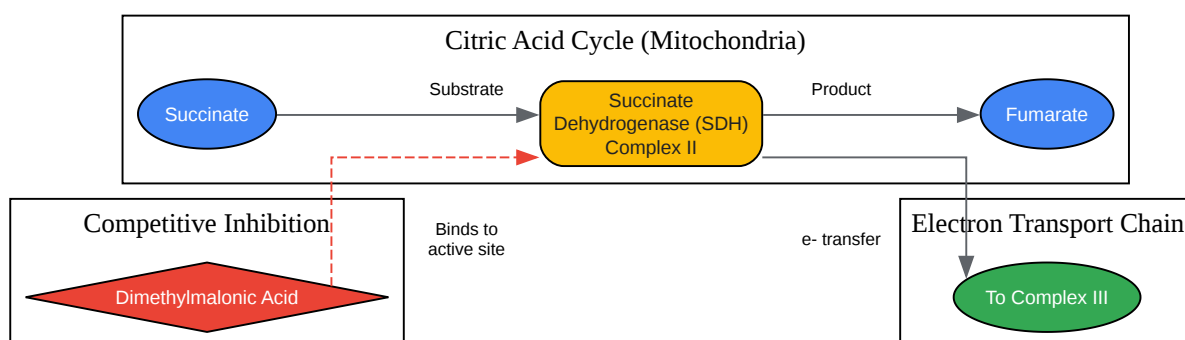 Citric Acid Cycle (Mitochondria)
Succinate
Substrate
Succinate
Dehydrogenase (SDH)
Complex II
Product
Fumarate
Competitive Inhibition
Dimethylmalonic Acid
Binds to
active site
e- transfer
Electron Transport Chain
To Complex III